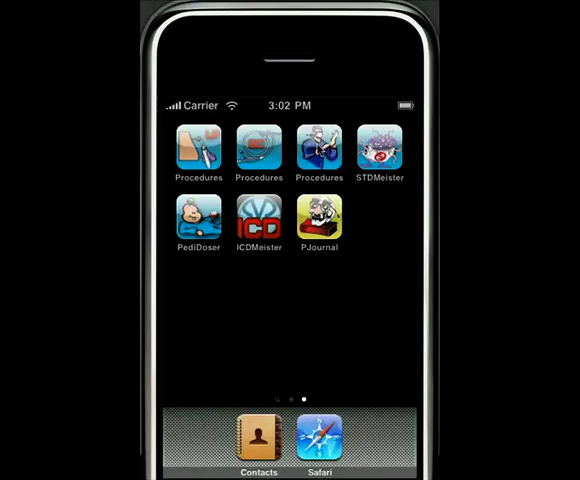 Carrier 3:02 PM
Procedures Procedures Procedures STDMeister
ICD
PediDoser ICDMeister PJournal
Contacts Safari